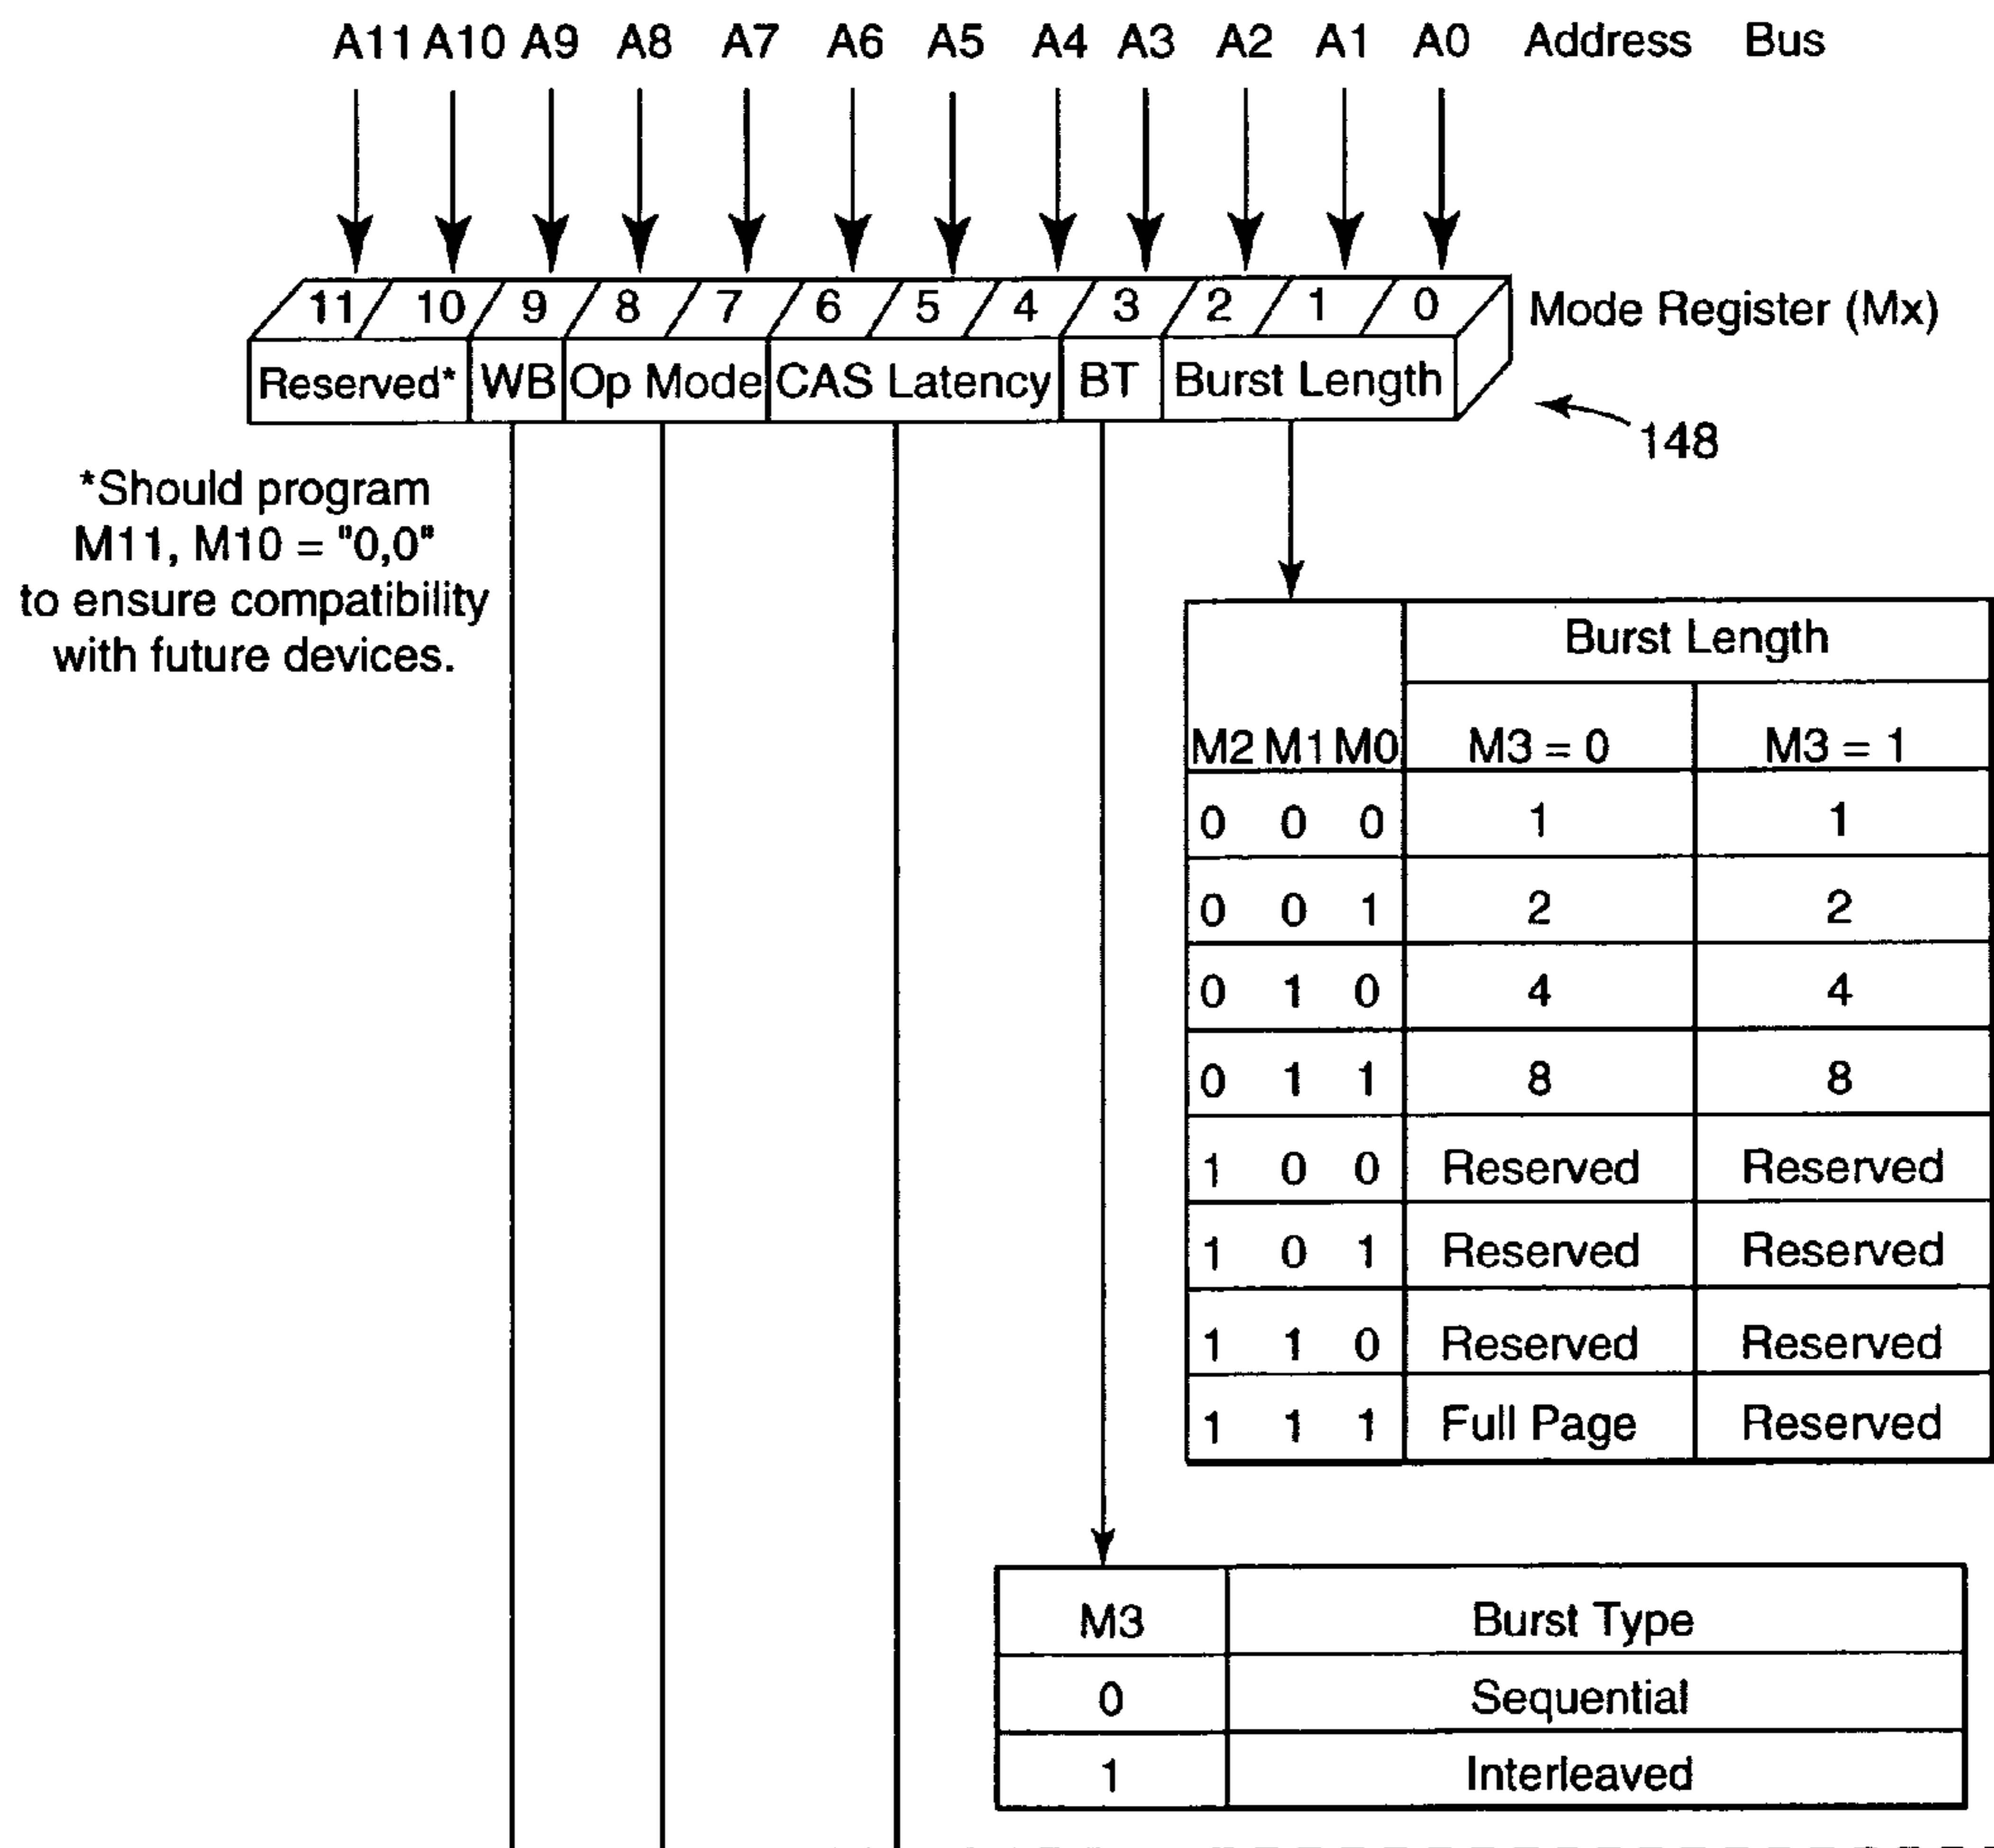 A11 A10 A9 A8 A7 A6 A5 A4 A3 A2 A1 A0 Address Bus
11 10 9 8 7 6 5 4 3 2 1 0 Mode Register (Mx)
Reserved* WB Op Mode CAS Latency BT Burst Length
148
*Should program
M11, M10 = "0,0"
to ensure compatibility
with future devices.
Burst Length
M2 M1 M0 M3 = 0 M3 = 1
0 0 0 1 1
0 0 1 2 2
0 1 0 4 4
0 1 1 8 8
1 0 0 Reserved Reserved
1 0 1 Reserved Reserved
1 1 0 Reserved Reserved
1 1 1 Full Page Reserved
M3 Burst Type
0 Sequential
1 Interleaved